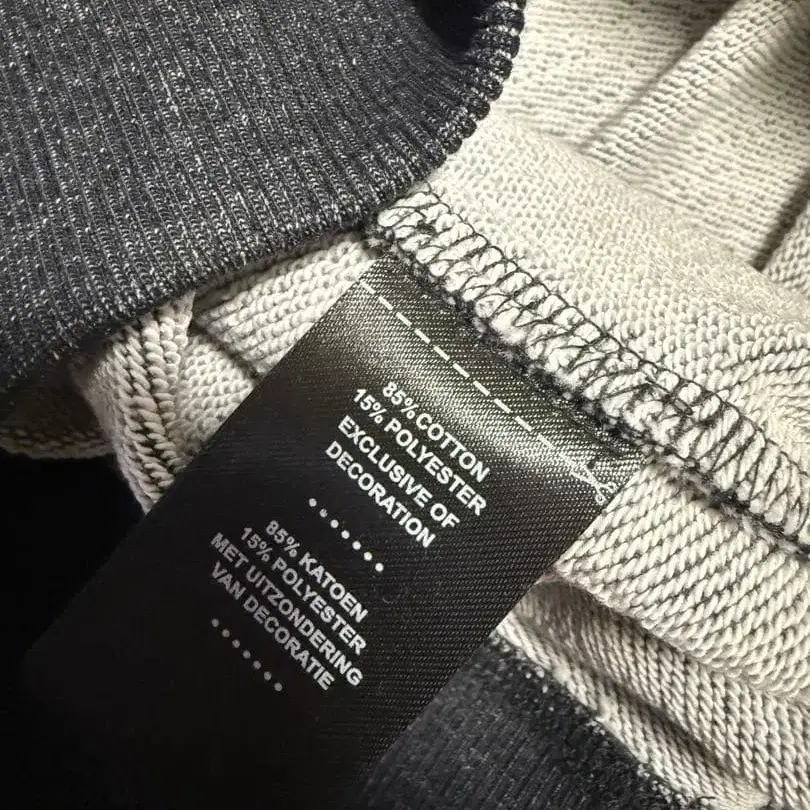 85% COTTON
15% POLYESTER
EXCLUSIVE OF
DECORATION
.......
85% KATOEN
15% POLYESTER
MET UITZONDERING
VAN DECORATIE
.......